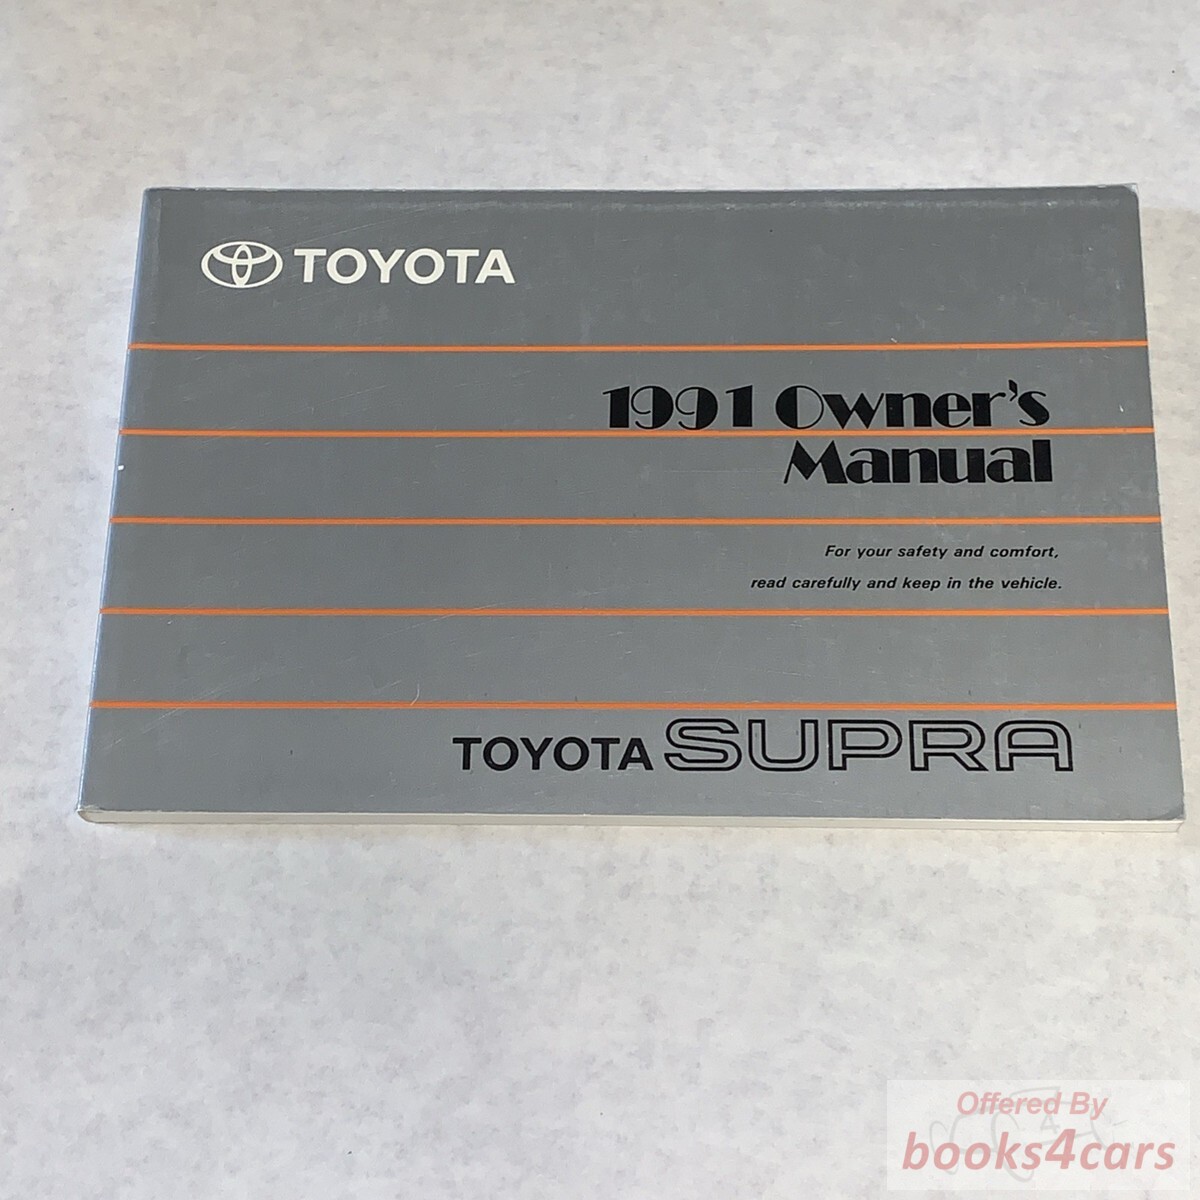 TOYOTA
1991 Owner's
Manual
For your safety and comfort,
read carefully and keep in the vehicle.
TOYOTA SUPRA
Offered By
books4cars